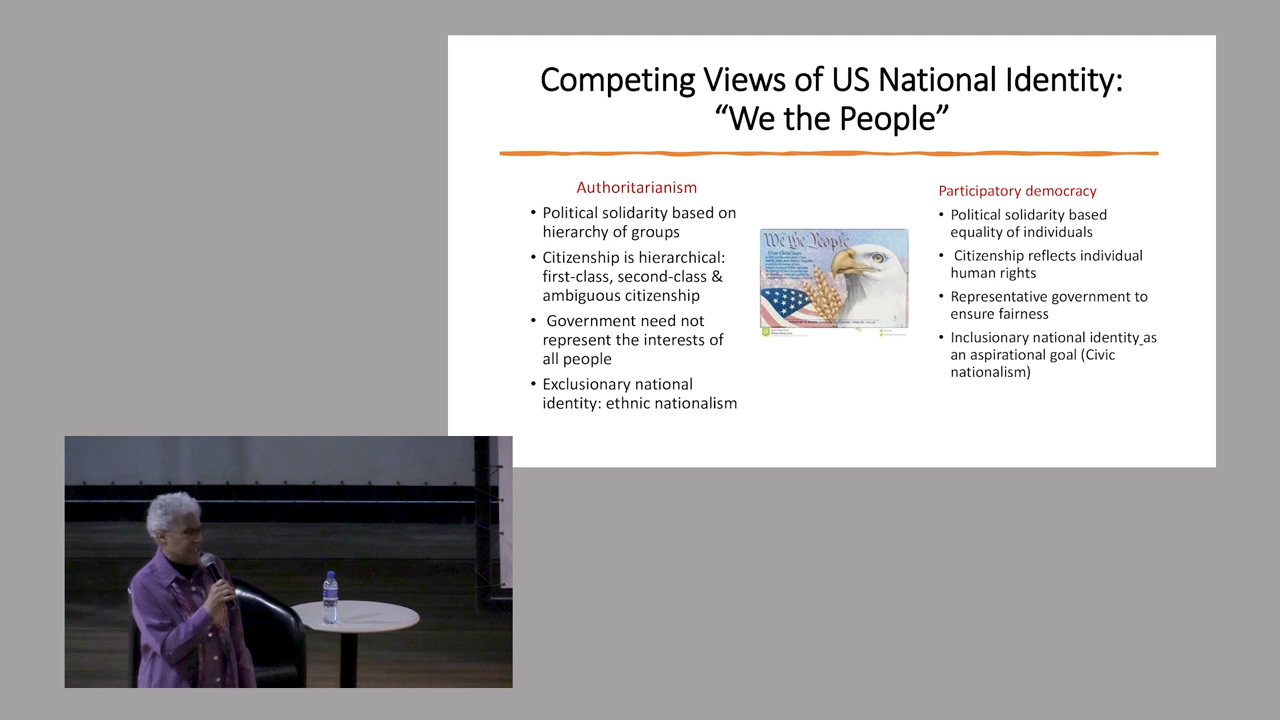 Competing Views of US National Identity:
“We the People”
Authoritarianism
• Political solidarity based on
hierarchy of groups
• Citizenship is hierarchical:
first-class, second-class &
ambiguous citizenship
• Government need not
represent the interests of
all people
• Exclusionary national
identity: ethnic nationalism
We the People
Participatory democracy
• Political solidarity based
equality of individuals
• Citizenship reflects individual
human rights
• Representative government to
ensure fairness
• Inclusionary national identity as
an aspirational goal (Civic
nationalism)